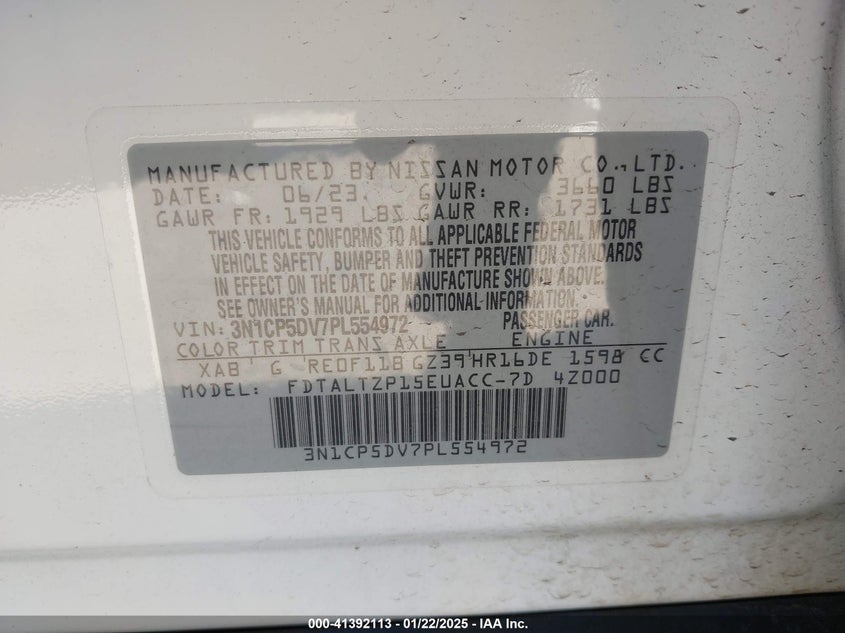 MANUFACTURED BY NISSAN MOTOR CO.,LTD.
DATE: 06/23. GVWR: 3660 LBS
GAWR FR: 1929 LBS GAWR RR: 1731 LBS
THIS VEHICLE CONFORMS TO ALL APPLICABLE FEDERAL MOTOR
VEHICLE SAFETY, BUMPER AND THEFT PREVENTION STANDARDS
IN EFFECT ON THE DATE OF MANUFACTURE SHOWN ABOVE.
SEE OWNER'S MANUAL FOR ADDITIONAL INFORMATION.
VIN: 3N1CP5DV7PL554972 PASSENGER CAR.
COLOR TRIM TRANS AXLE ENGINE
XAB G RE0F11B GZ39 HR16DE 1598 CC
MODEL: FDTALTZP15EUACC-7D 4Z000
3N1CP5DV7PL554972
000-41392113 - 01/22/2025 - IAA Inc.